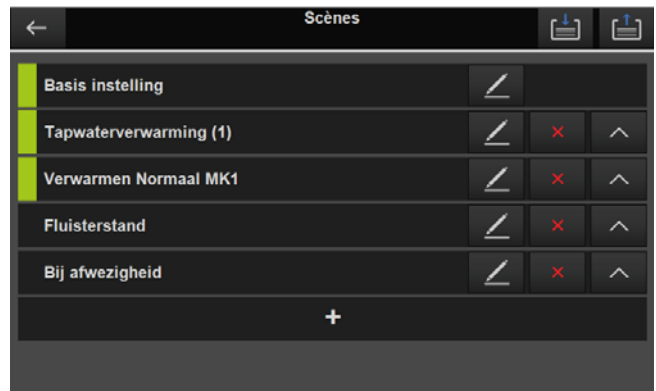 Scènes
Basis instelling
Tapwaterverwarming (1)
Verwarmen Normaal MK1
Fluisterstand
Bij afwezigheid
+